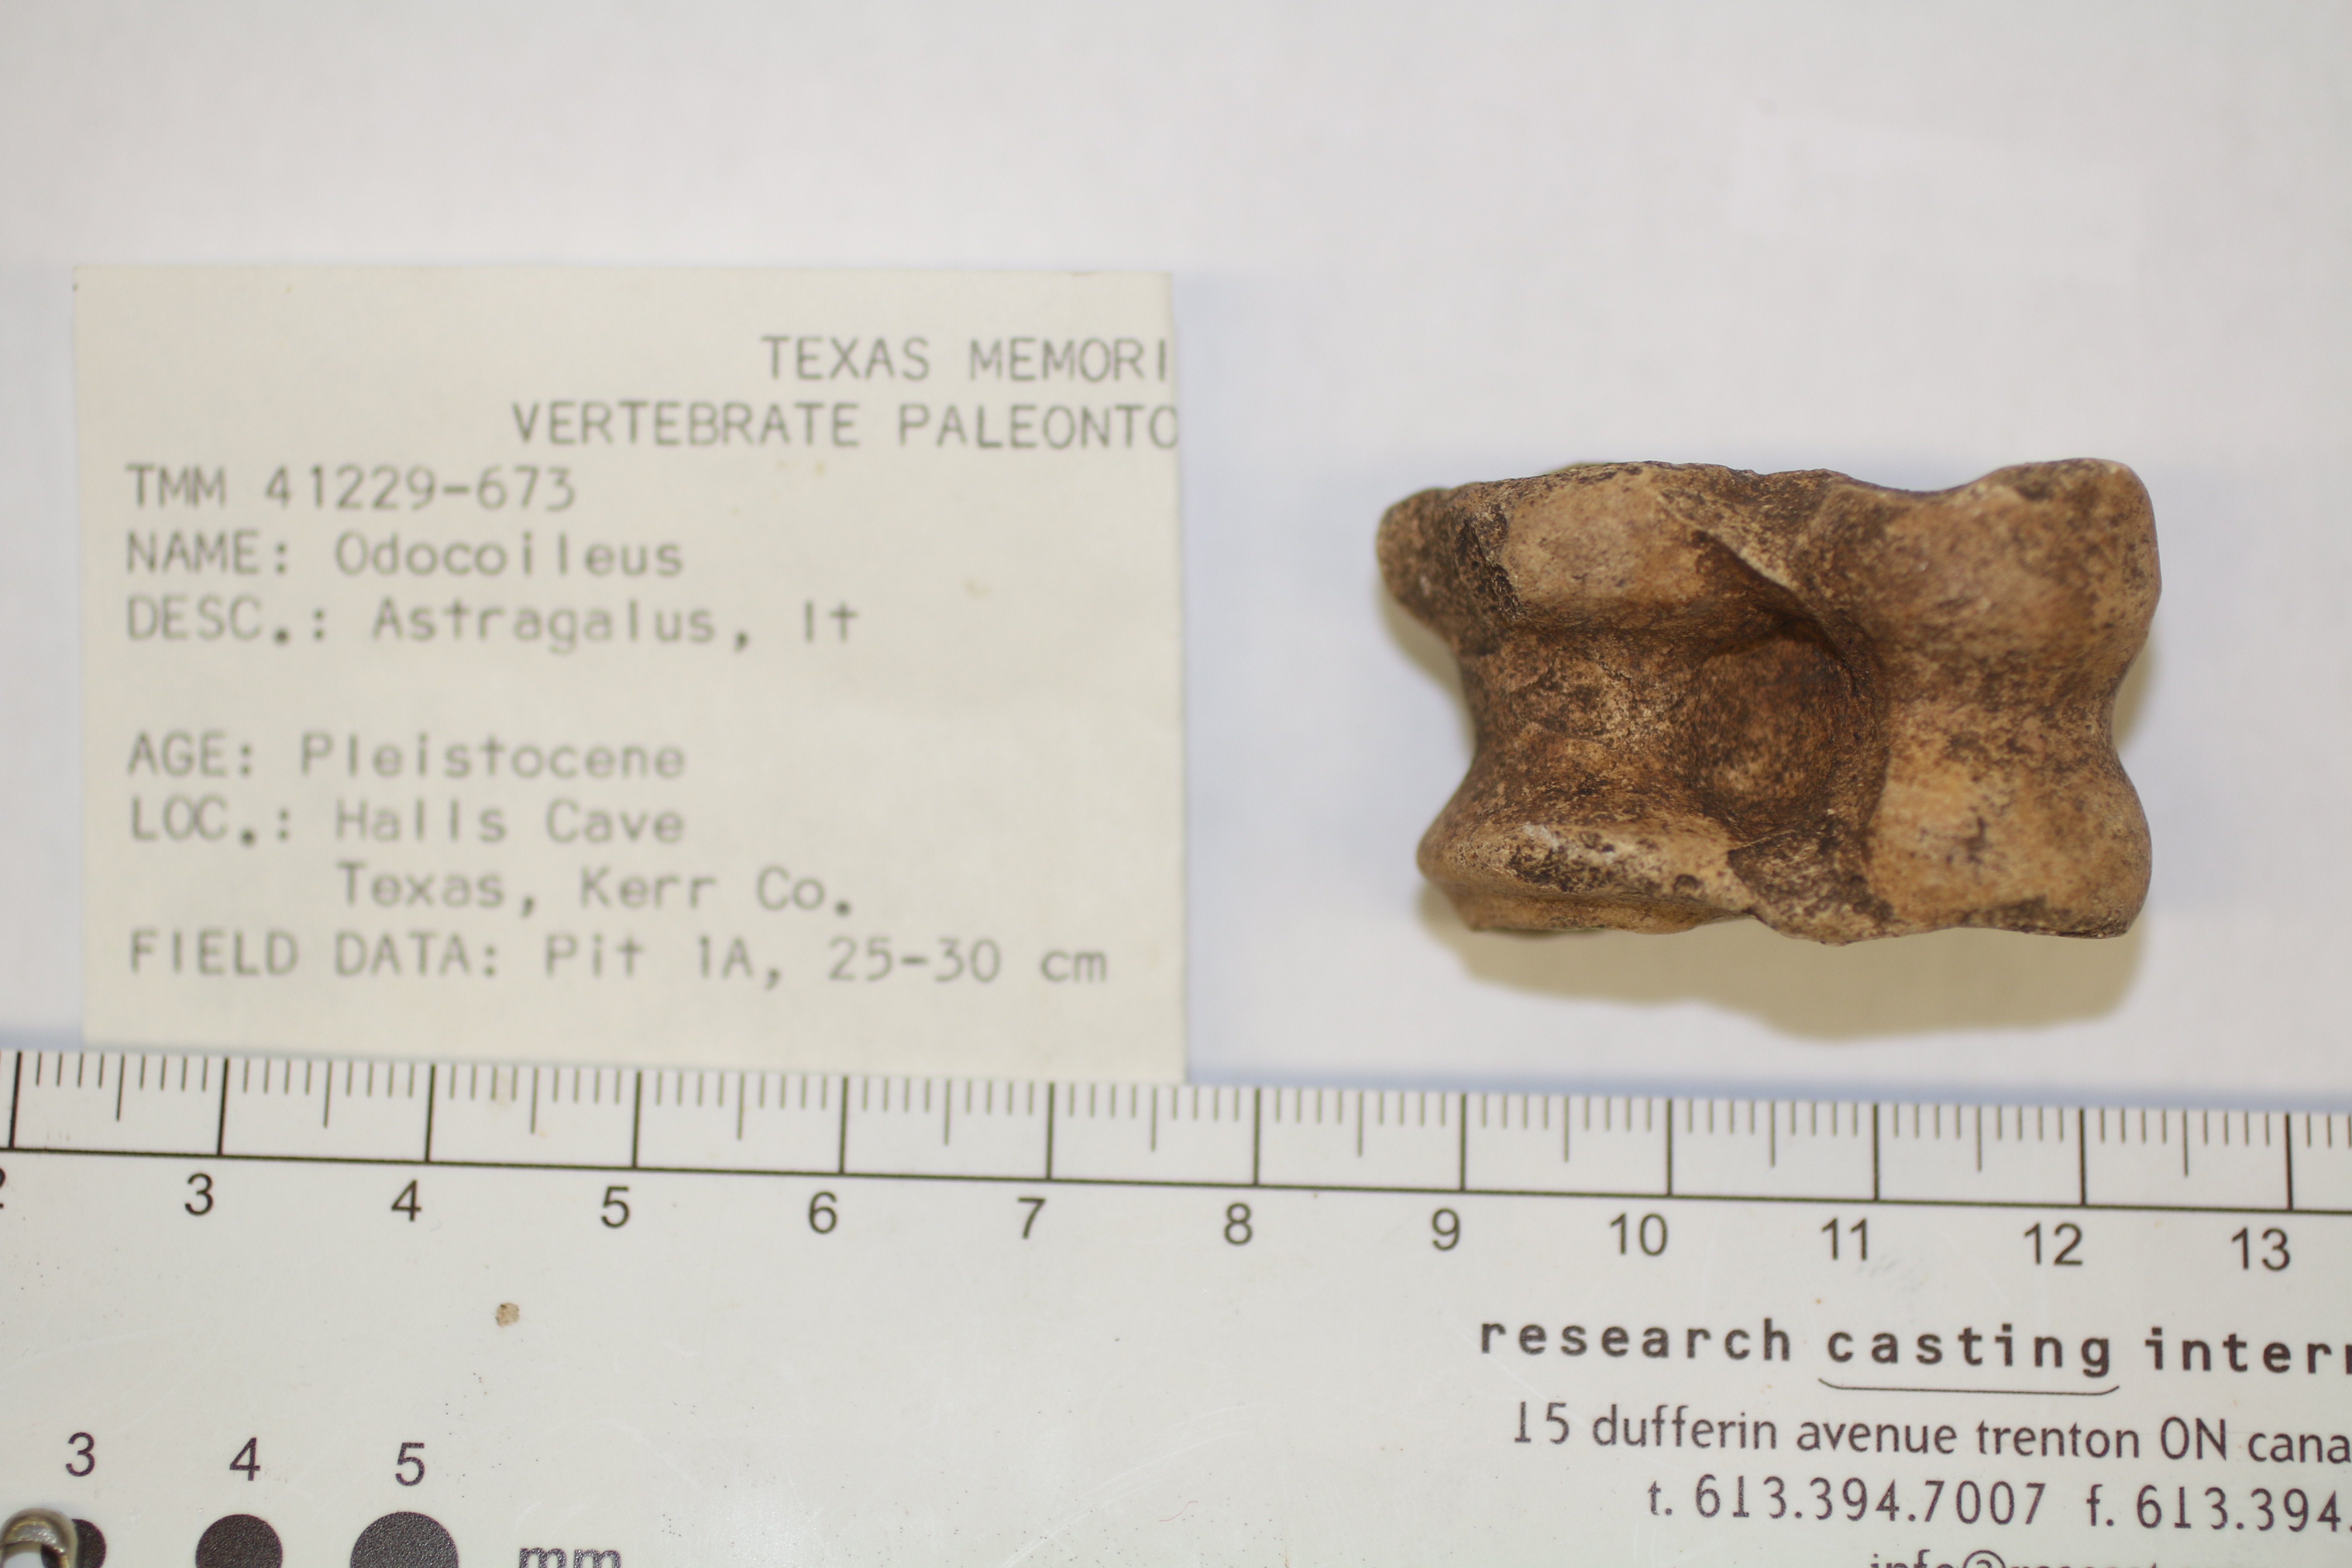 TEXAS MEMORI
VERTEBRATE PALEONTO
TMM 41229-673
NAME: Odocoileus
DESC.: Astragalus, lt
AGE: Pleistocene
LOC.: Halls Cave
Texas, Kerr Co.
FIELD DATA: Pit 1A, 25-30 cm
2 3 4 5 6 7 8 9 10 11 12 13
research casting intern
15 dufferin avenue trenton ON cana
t. 613.394.7007 f. 613.394.
3 4 5
mm